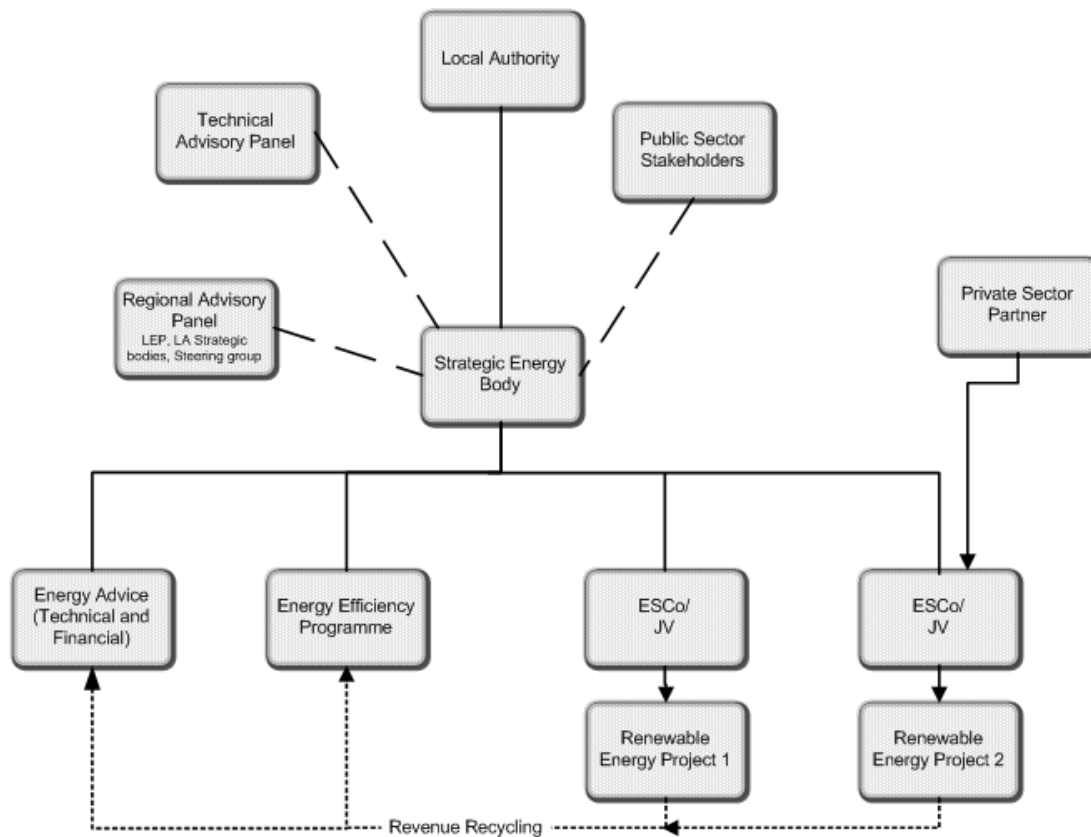 Local Authority
Technical
Advisory Panel
Public Sector
Stakeholders
Regional Advisory
Panel
LEP, LA Strategic
bodies, Steering group
Private Sector
Partner
Strategic Energy
Body
Energy Advice
(Technical and
Financial)
Energy Efficiency
Programme
ESCo/
JV
ESCo/
JV
Renewable
Energy Project 1
Renewable
Energy Project 2
Revenue Recycling